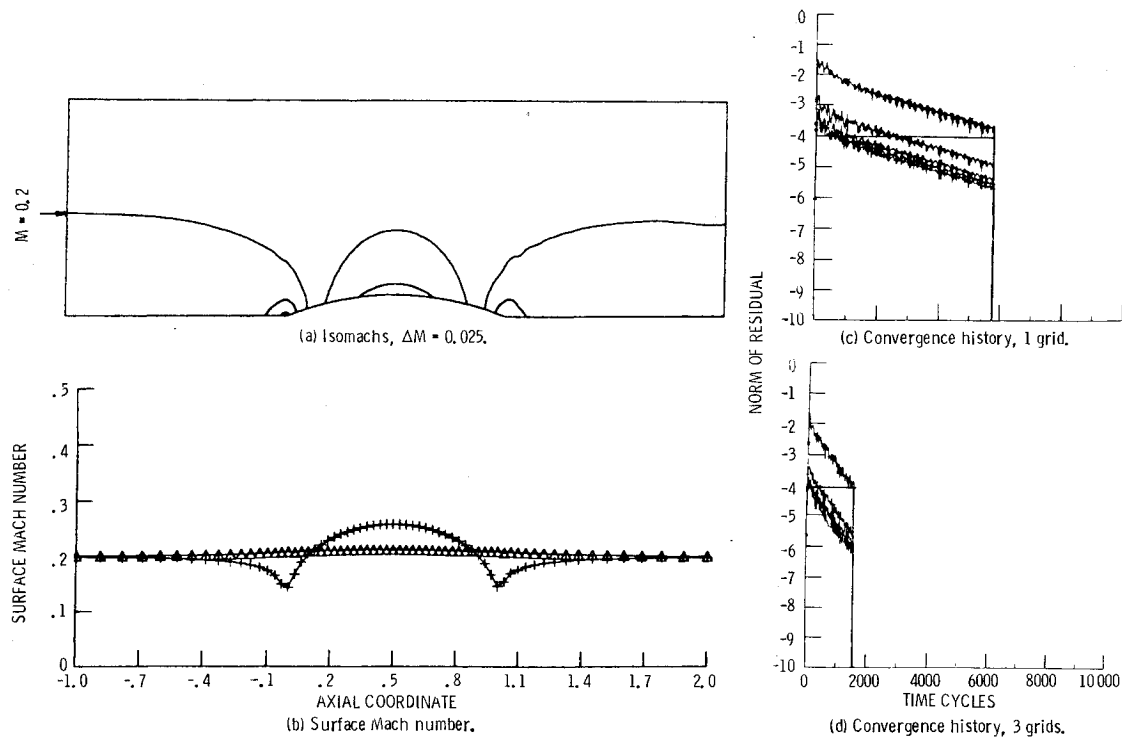 M = 0.2
(a) Isomachs, ΔM = 0.025.
SURFACE MACH NUMBER
.5
.4
.3
.2
.1
0
-1.0 -.7 -.4 -.1 .2 .5 .8 1.1 1.4 1.7 2.0
AXIAL COORDINATE
(b) Surface Mach number.
NORM OF RESIDUAL
0
-1
-2
-3
-4
-5
-6
-7
-8
-9
-10
(c) Convergence history, 1 grid.
0
-1
-2
-3
-4
-5
-6
-7
-8
-9
-10
0 2000 4000 6000 8000 10 000
TIME CYCLES
(d) Convergence history, 3 grids.